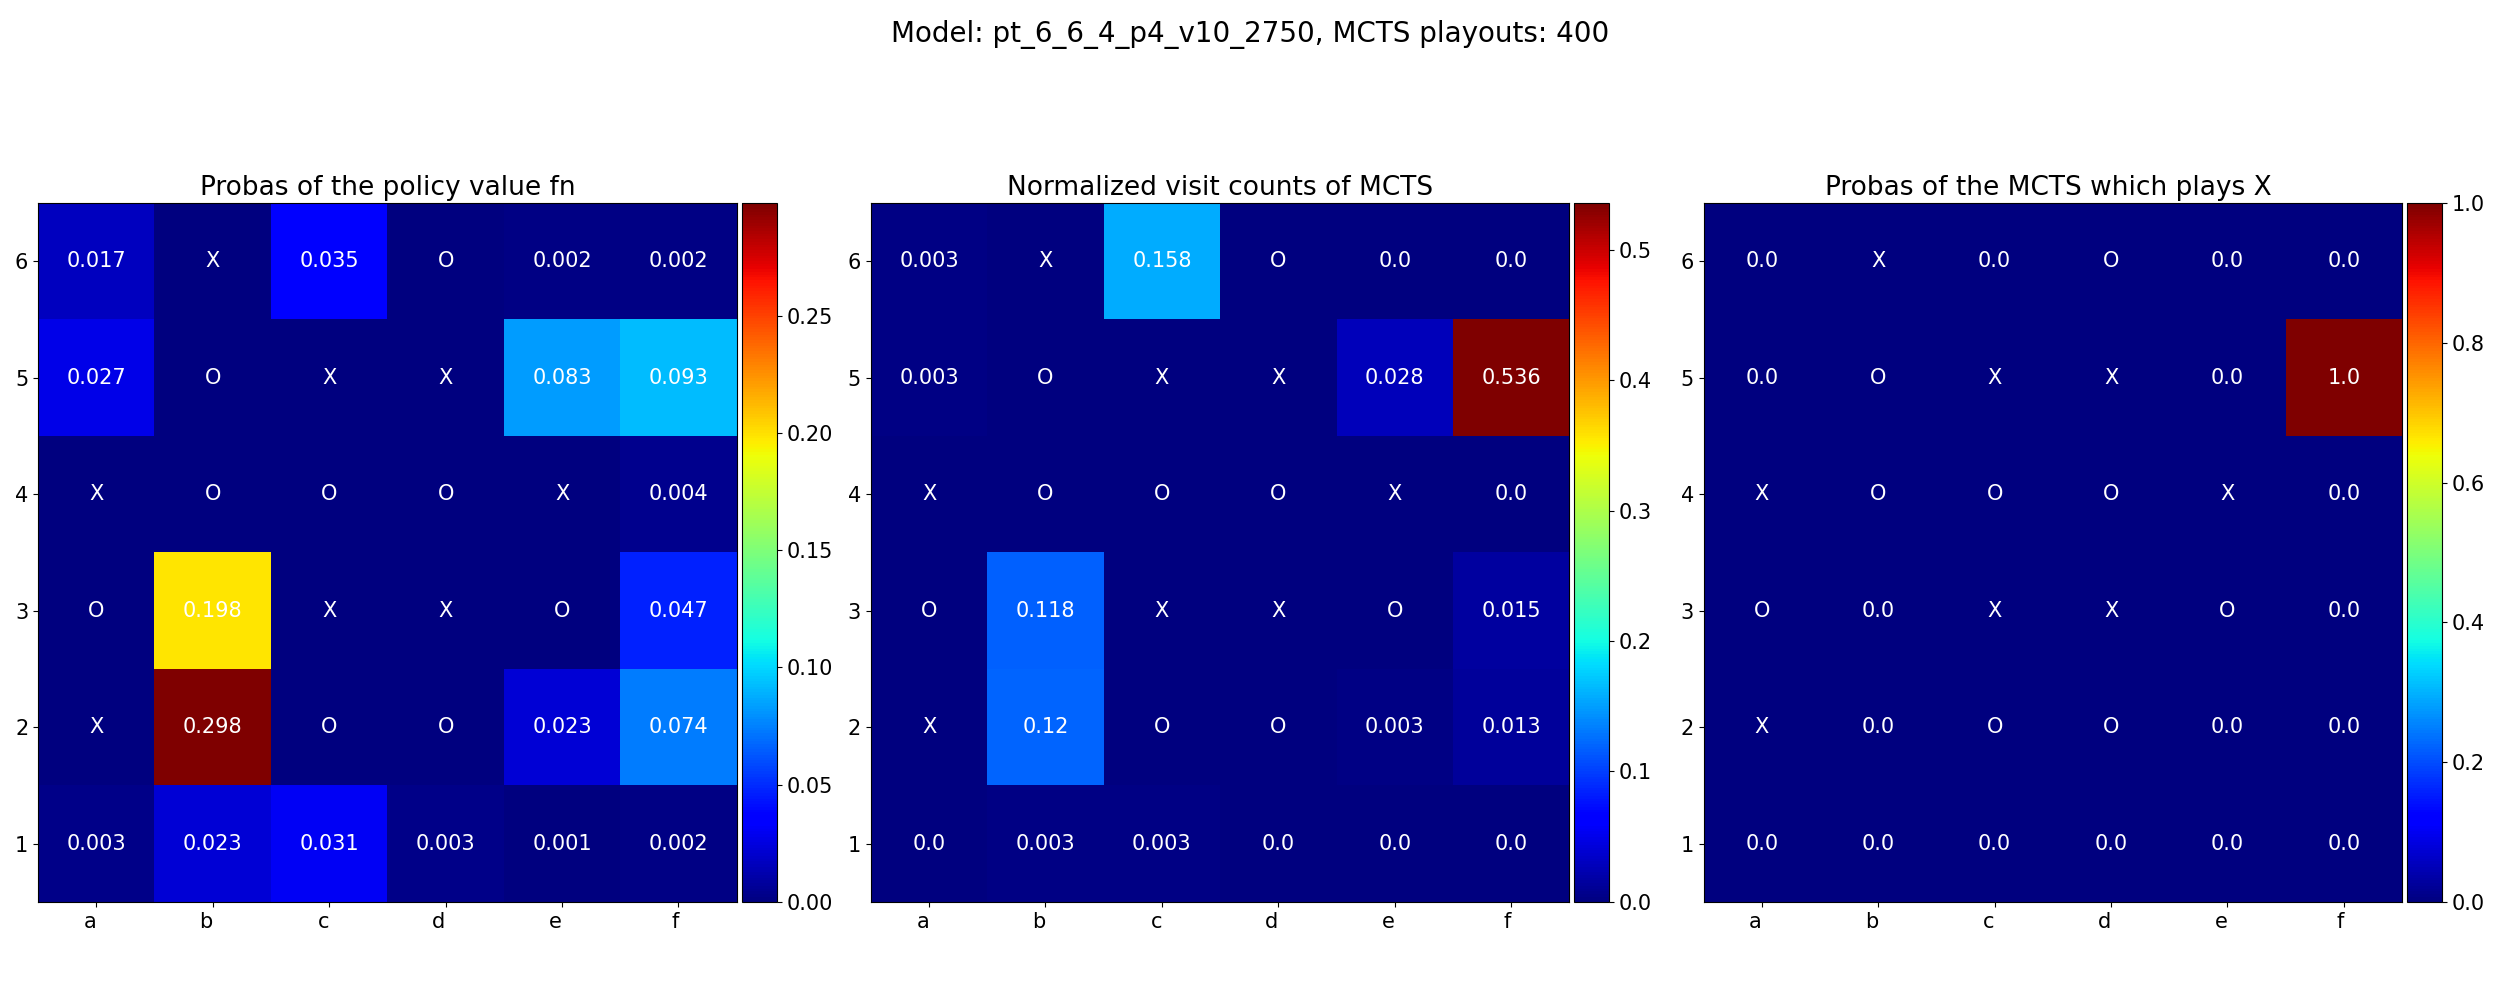 Model: pt_6_6_4_p4_v10_2750, MCTS playouts: 400
Probas of the policy value fn
6 0.017 X 0.035 O 0.002 0.002
5 0.027 O X X 0.083 0.093
4 X O O O X 0.004
3 O 0.198 X X O 0.047
2 X 0.298 O O 0.023 0.074
1 0.003 0.023 0.031 0.003 0.001 0.002
a b c d e f
0.25
0.20
0.15
0.10
0.05
0.00
Normalized visit counts of MCTS
6 0.003 X 0.158 O 0.0 0.0
5 0.003 O X X 0.028 0.536
4 X O O O X 0.0
3 O 0.118 X X O 0.015
2 X 0.12 O O 0.003 0.013
1 0.0 0.003 0.003 0.0 0.0 0.0
a b c d e f
0.5
0.4
0.3
0.2
0.1
0.0
Probas of the MCTS which plays X
6 0.0 X 0.0 O 0.0 0.0
5 0.0 O X X 0.0 1.0
4 X O O O X 0.0
3 O 0.0 X X O 0.0
2 X 0.0 O O 0.0 0.0
1 0.0 0.0 0.0 0.0 0.0 0.0
a b c d e f
1.0
0.8
0.6
0.4
0.2
0.0